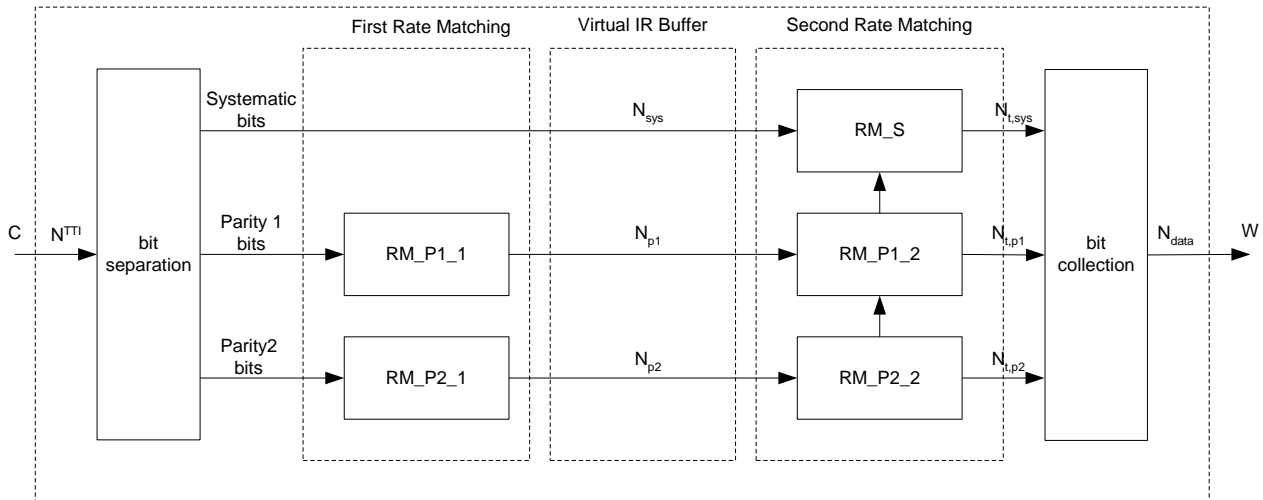 First Rate Matching
Virtual IR Buffer
Second Rate Matching
Systematic
bits
N_sys
RM_S
N_t,sys
C
N^TTI
bit
separation
Parity 1
bits
RM_P1_1
N_p1
RM_P1_2
N_t,p1
bit
collection
N_data
W
Parity2
bits
RM_P2_1
N_p2
RM_P2_2
N_t,p2